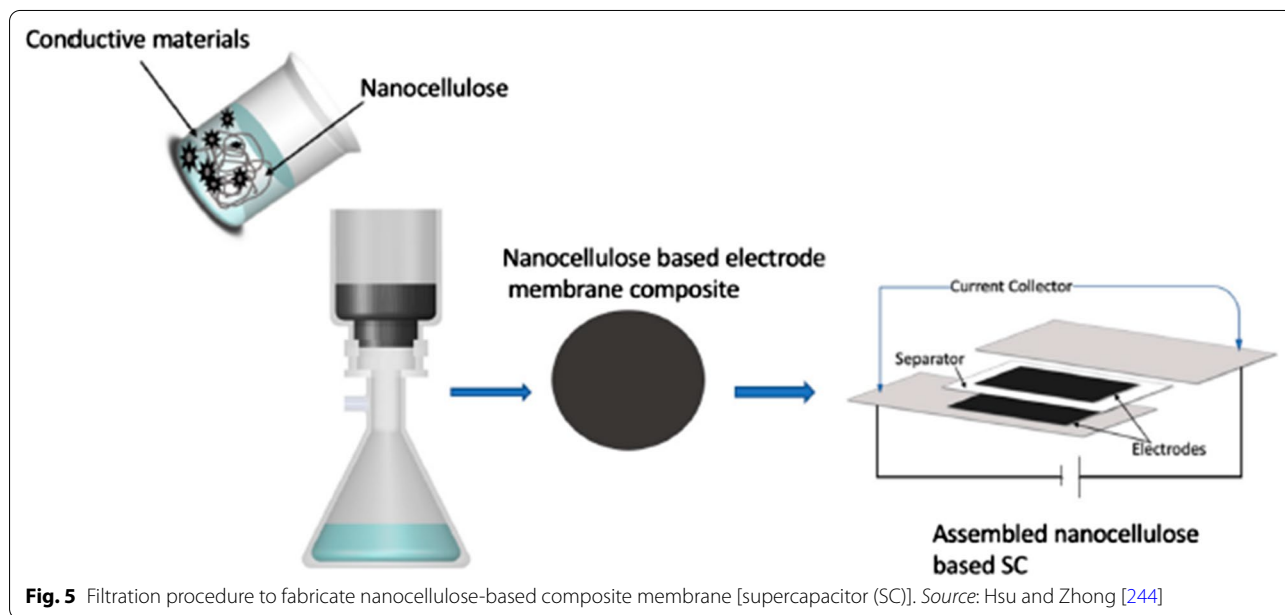 Conductive materials
Nanocellulose
Nanocellulose based electrode
membrane composite
Current Collector
Separator
Electrodes
Assembled nanocellulose
based SC
Fig. 5 Filtration procedure to fabricate nanocellulose-based composite membrane [supercapacitor (SC)]. Source: Hsu and Zhong [244]